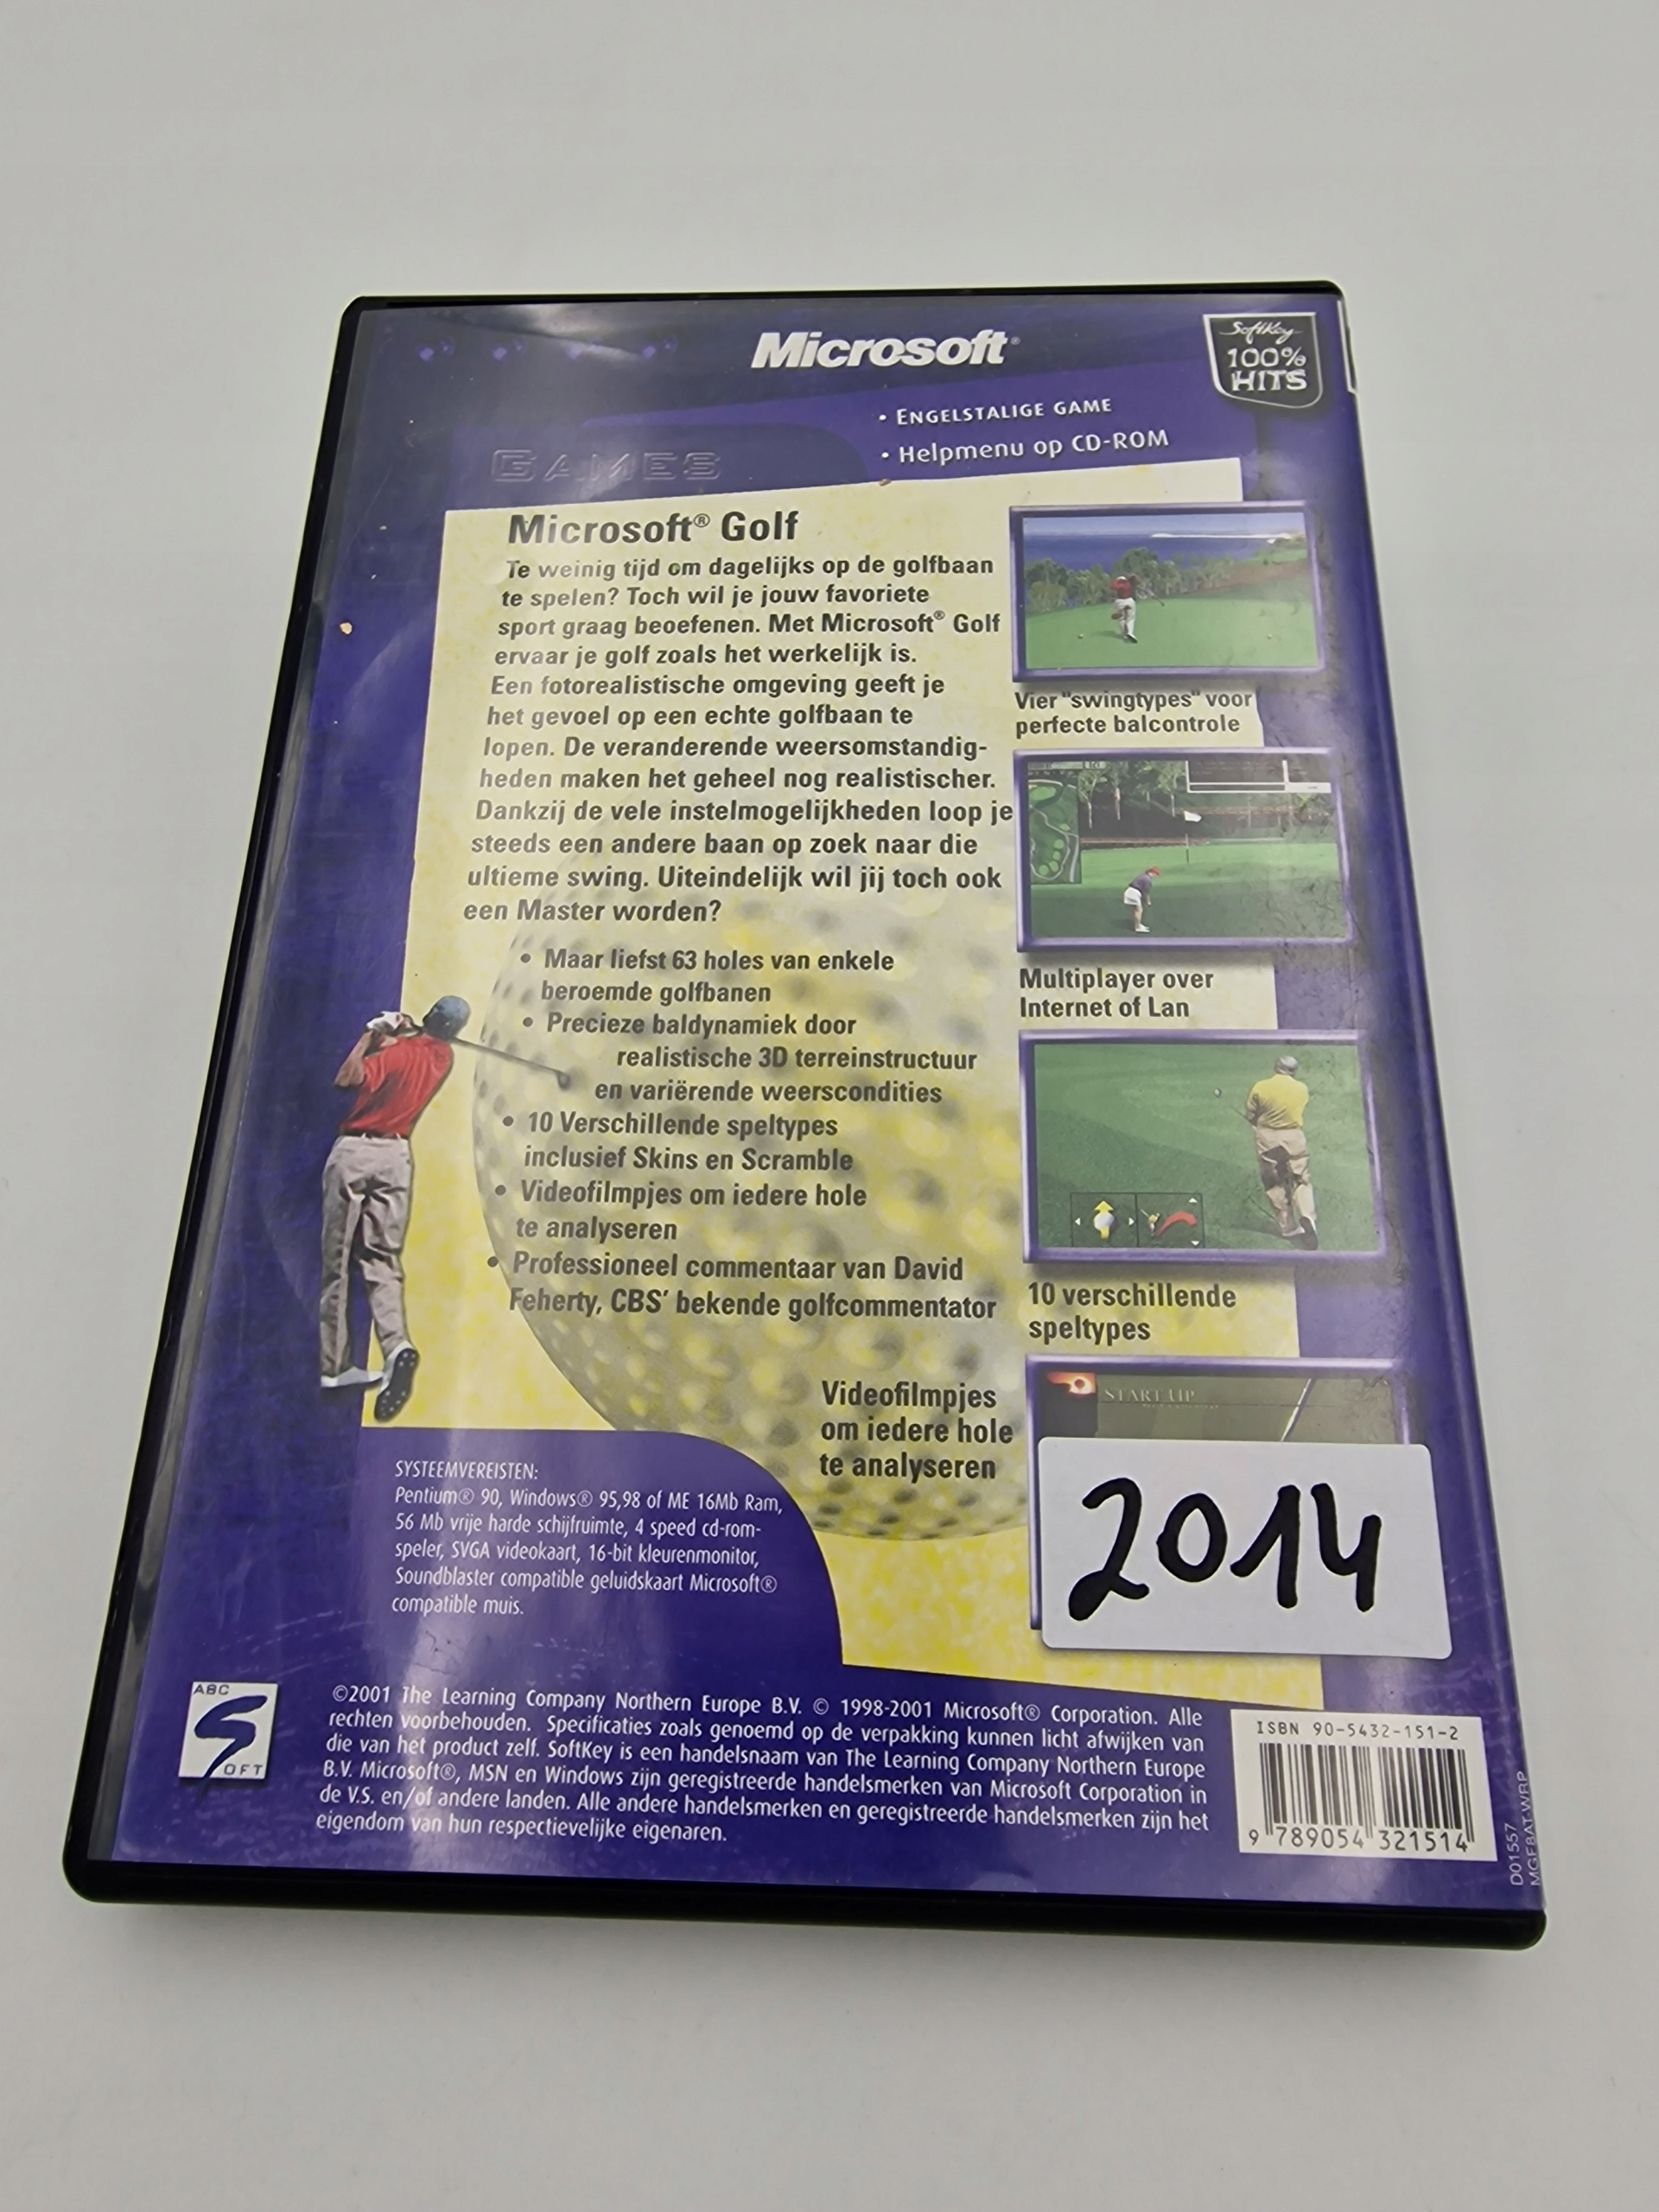 Microsoft®
SoftKey
100%
HITS
• ENGELSTALIGE GAME
• Helpmenu op CD-ROM
GAMES
Microsoft® Golf
Te weinig tijd om dagelijks op de golfbaan
te spelen? Toch wil je jouw favoriete
sport graag beoefenen. Met Microsoft® Golf
ervaar je golf zoals het werkelijk is.
Een fotorealistische omgeving geeft je
het gevoel op een echte golfbaan te
lopen. De veranderende weersomstandig-
heden maken het geheel nog realistischer.
Dankzij de vele instelmogelijkheden loop je
steeds een andere baan op zoek naar die
ultieme swing. Uiteindelijk wil jij toch ook
een Master worden?
• Maar liefst 63 holes van enkele
beroemde golfbanen
• Precieze baldynamiek door
realistische 3D terreinstructuur
en variërende weerscondities
• 10 Verschillende speltypes
inclusief Skins en Scramble
• Videofilmpjes om iedere hole
te analyseren
• Professioneel commentaar van David
Feherty, CBS' bekende golfcommentator
Vier "swingtypes" voor
perfecte balcontrole
Multiplayer over
Internet of Lan
10 verschillende
speltypes
Videofilmpjes
om iedere hole
te analyseren
START UP
2014
SYSTEEMVEREISTEN:
Pentium® 90, Windows® 95,98 of ME 16Mb Ram,
56 Mb vrije harde schijfruimte, 4 speed cd-rom-
speler, SVGA videokaart, 16-bit kleurenmonitor,
Soundblaster compatible geluidskaart Microsoft®
compatible muis.
ABC
SOFT
©2001 The Learning Company Northern Europe B.V. © 1998-2001 Microsoft® Corporation. Alle
rechten voorbehouden. Specificaties zoals genoemd op de verpakking kunnen licht afwijken van
die van het product zelf. SoftKey is een handelsnaam van The Learning Company Northern Europe
B.V. Microsoft®, MSN en Windows zijn geregistreerde handelsmerken van Microsoft Corporation in
de V.S. en/of andere landen. Alle andere handelsmerken en geregistreerde handelsmerken zijn het
eigendom van hun respectievelijke eigenaren.
ISBN 90-5432-151-2
9 789054 321514
D01557
MGF8AT-WRP